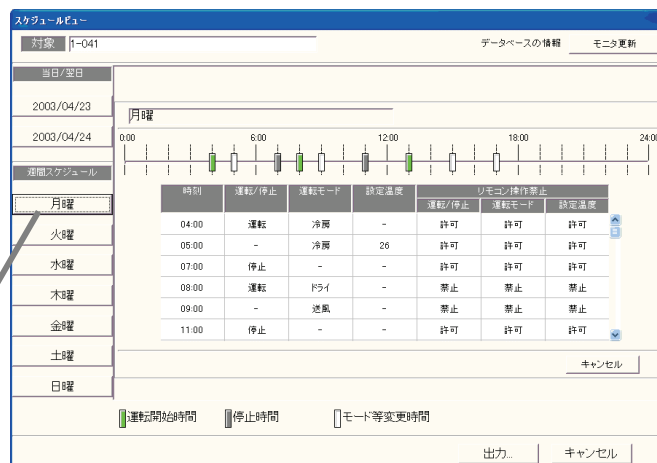 スケジュールビュー
対象 1-041 データベースの情報 モニタ更新
当日/翌日
2003/04/23
2003/04/24
週間スケジュール
月曜
火曜
水曜
木曜
金曜
土曜
日曜
月曜
0:00 6:00 12:00 18:00 24:00
時刻 運転/停止 運転モード 設定温度 リモコン操作禁止
運転/停止 運転モード 設定温度
04:00 運転 冷房 - 許可 許可 許可
05:00 - 冷房 26 許可 許可 許可
07:00 停止 - - 許可 許可 許可
08:00 運転 ドライ - 禁止 禁止 禁止
09:00 - 送風 - 禁止 禁止 禁止
11:00 停止 - - 許可 許可 許可
キャンセル
運転開始時間 停止時間 モード等変更時間
出力... キャンセル